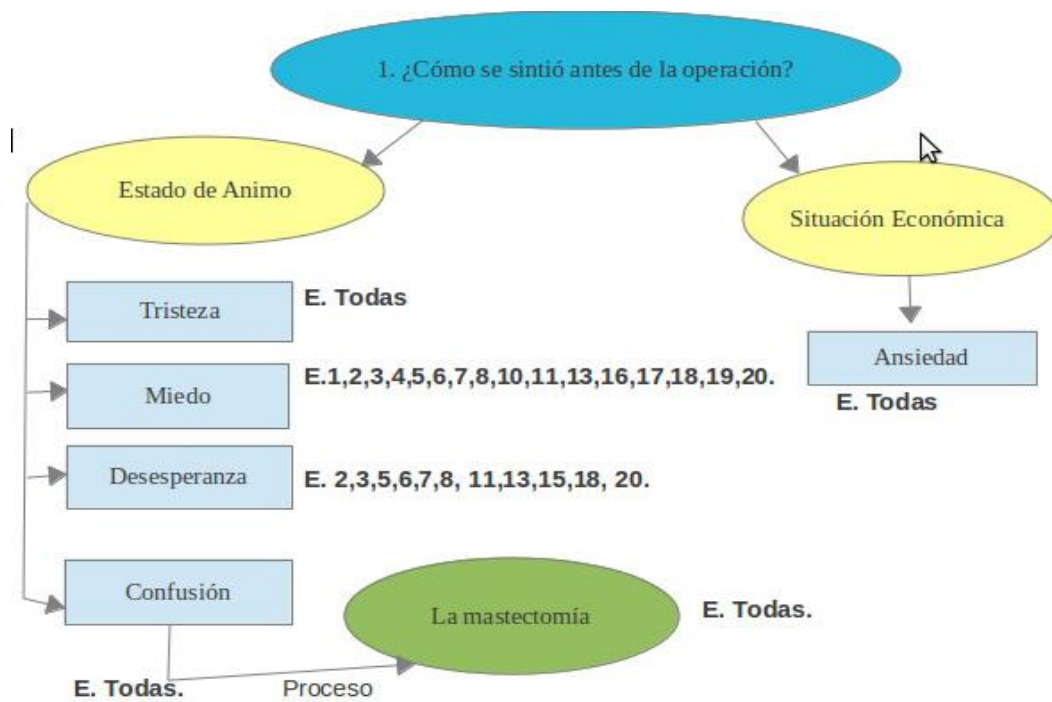 1. ¿Cómo se sintió antes de la operación?
Estado de Animo
Situación Económica
Tristeza
E. Todas
Miedo
E.1,2,3,4,5,6,7,8,10,11,13,16,17,18,19,20.
Ansiedad
E. Todas
Desesperanza
E. 2,3,5,6,7,8, 11,13,15,18, 20.
Confusión
La mastectomía
E. Todas.
E. Todas.
Proceso